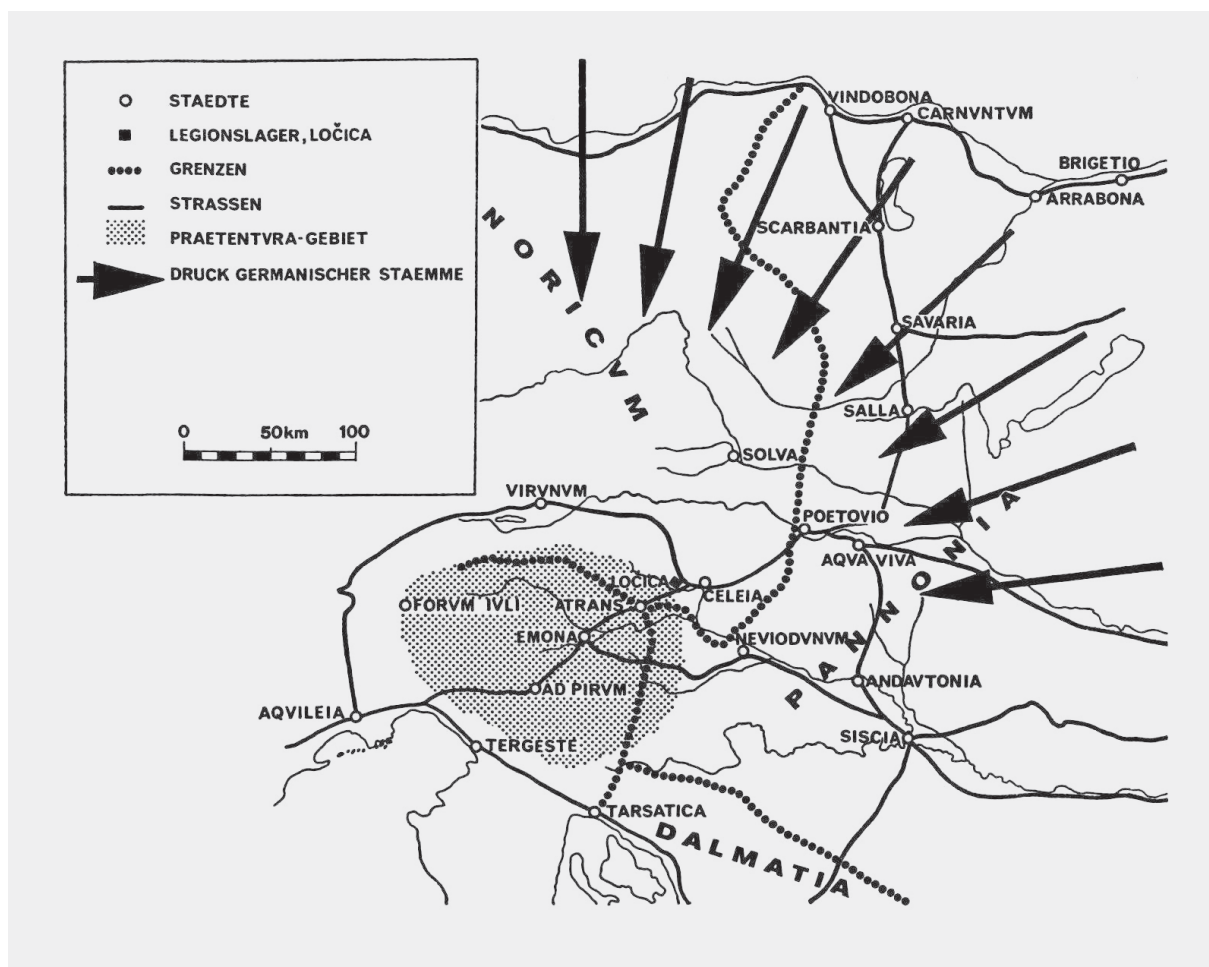 STAEDTE
LEGIONSLAGER, LOČICA
GRENZEN
STRASSEN
PRAETENTVRA-GEBIET
DRUCK GERMANISCHER STAEMME
0 50km 100
VINDOBONA
CARNVNTVM
BRIGETIO
ARRABONA
SCARBANTIA
NORICVM
SAVARIA
SALLA
SOLVA
VIRVNVM
POETOVIO
AQVA VIVA
PANNONIA
LOČICA
CELEIA
FORVM IVLI
ATRANS
EMONA
NEVIODVNVM
AD PIRVM
ANDAVTONIA
AQVILEIA
SISCIA
TERGESTE
TARSATICA
DALMATIA